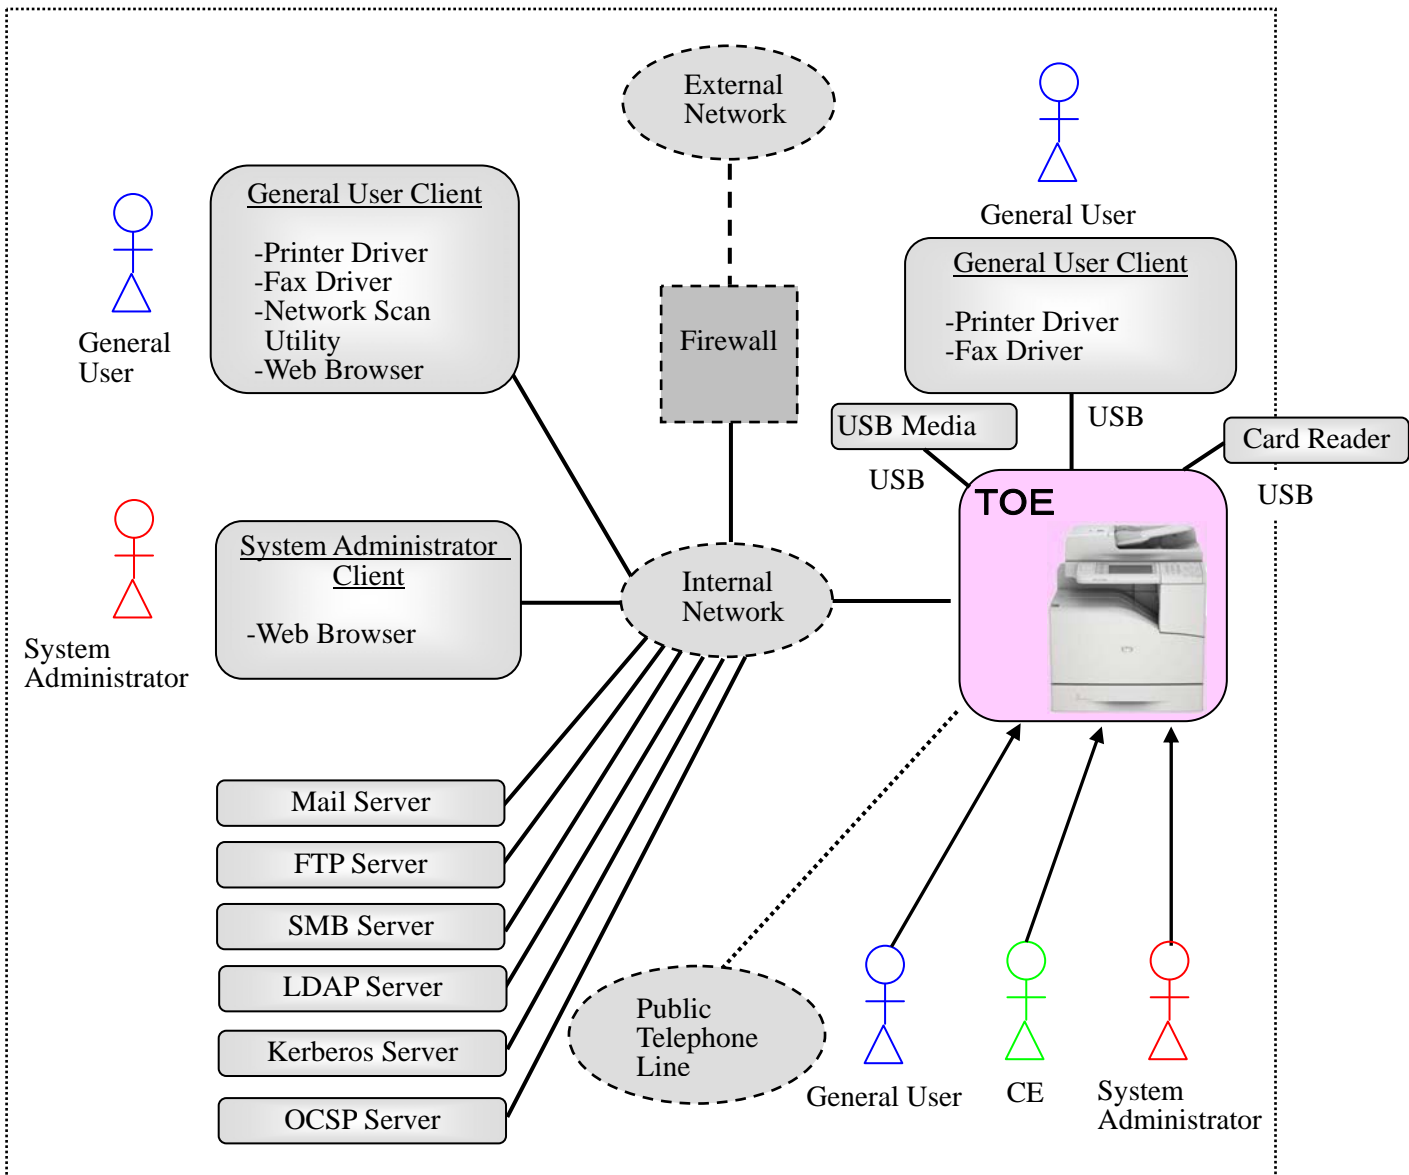 External
Network
General User
General User Client
-Printer Driver
-Fax Driver
-Network Scan
Utility
-Web Browser
General
User
Firewall
General User Client
-Printer Driver
-Fax Driver
USB
USB Media
USB
Card Reader
USB
TOE
System Administrator
Client
-Web Browser
System
Administrator
Internal
Network
Mail Server
FTP Server
SMB Server
LDAP Server
Kerberos Server
OCSP Server
Public
Telephone
Line
General User
CE
System
Administrator